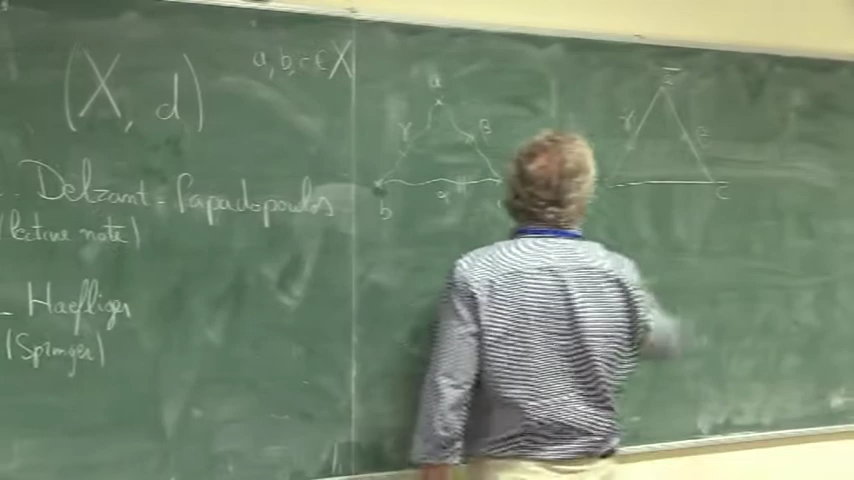 (X, d)
a, b, c ∈ X
Delzant - Papadopoulos
(lecture note)
- Haefliger
(Springer)
a
γ
β
b
γ
β
c